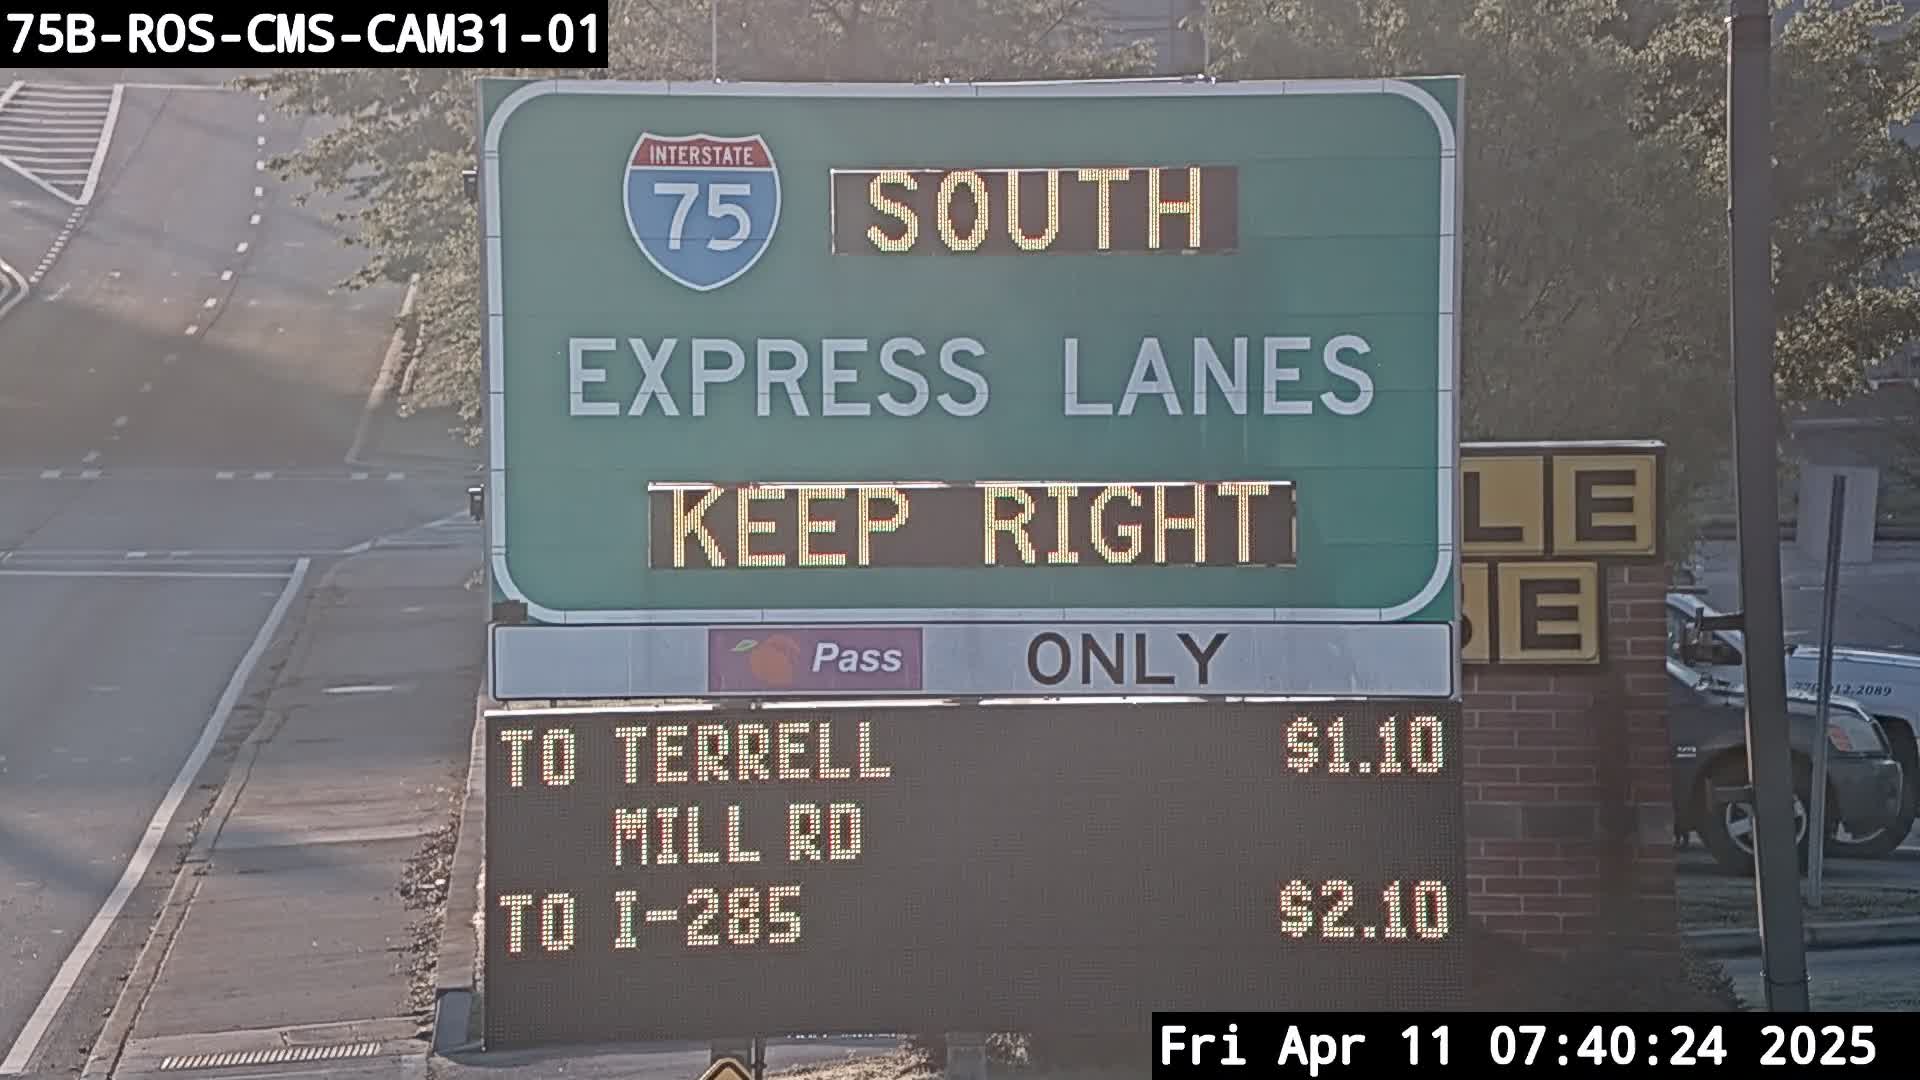 75B-ROS-CMS-CAM31-01
INTERSTATE
75 SOUTH
EXPRESS LANES
KEEP RIGHT
Pass ONLY
TO TERRELL $1.10
MILL RD
TO I-285 $2.10
LE
E
Fri Apr 11 07:40:24 2025